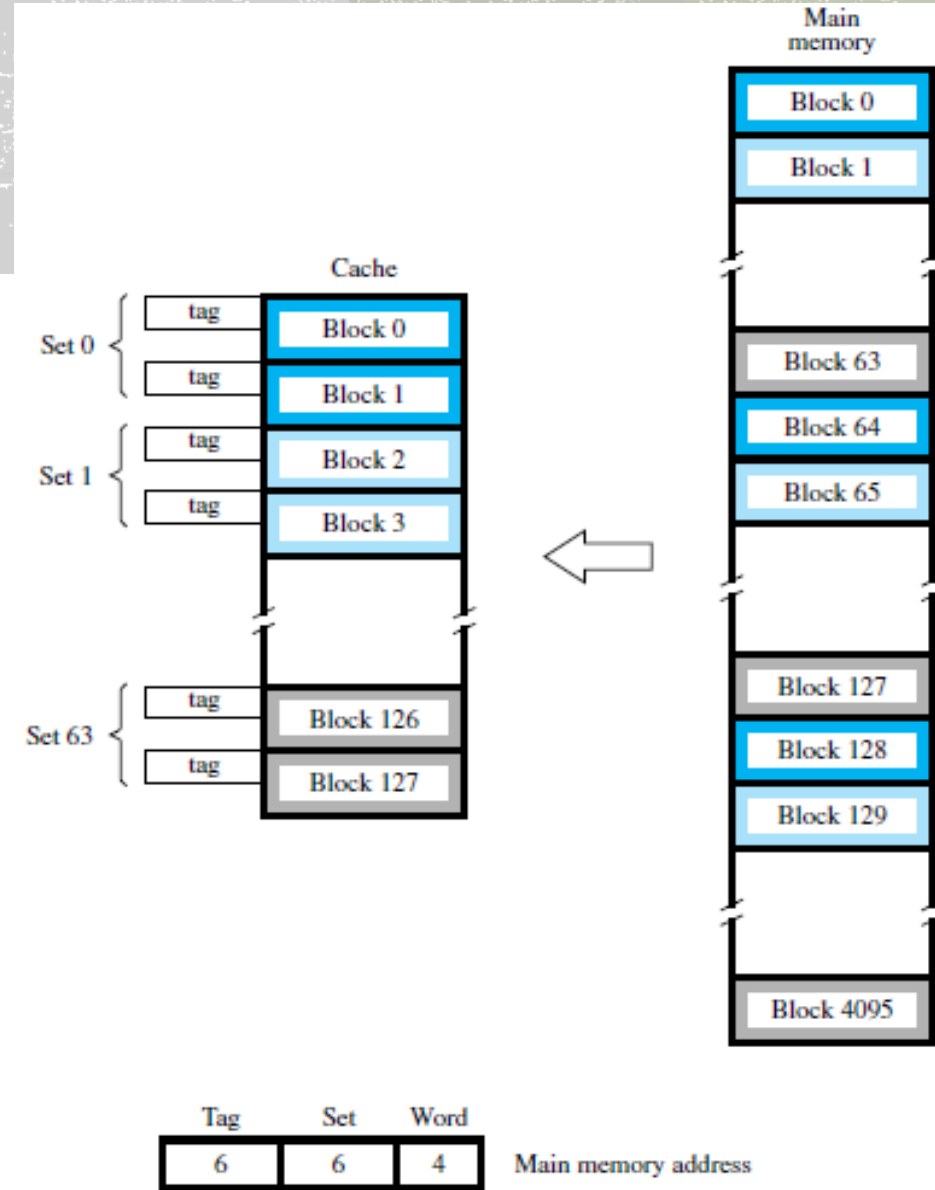 Main
memory
Block 0
Block 1
Block 63
Block 64
Block 65
Block 127
Block 128
Block 129
Block 4095
Cache
Set 0
tag
Block 0
tag
Block 1
Set 1
tag
Block 2
tag
Block 3
Set 63
tag
Block 126
tag
Block 127
Tag Set Word
6 6 4 Main memory address